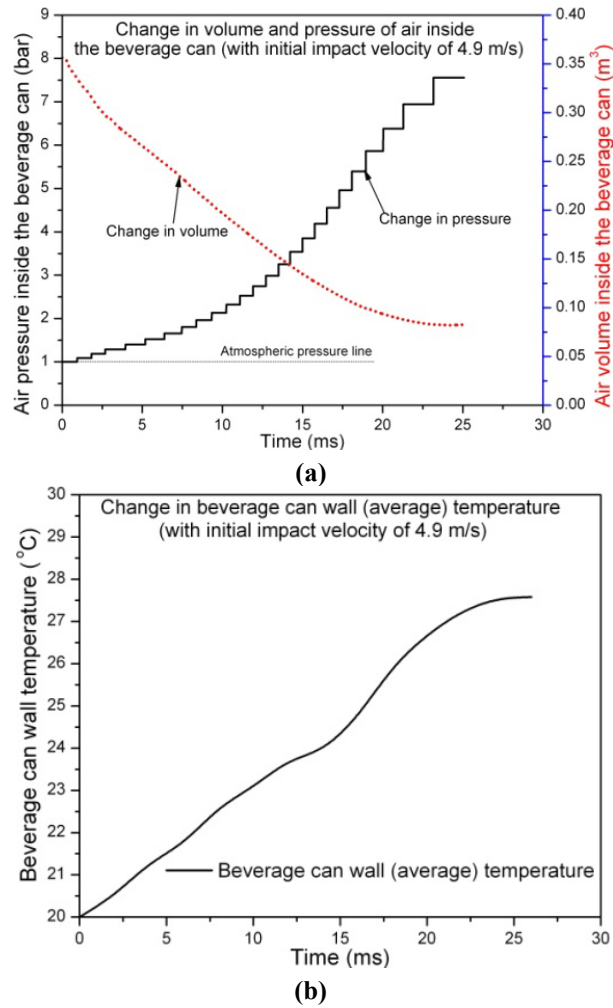 Change in volume and pressure of air inside
the beverage can (with initial impact velocity of 4.9 m/s)
Air pressure inside the beverage can (bar)
9
8
7
6
5
4
3
2
1
0
Change in volume
Change in pressure
Atmospheric pressure line
0.40
0.35
0.30
0.25
0.20
0.15
0.10
0.05
0.00
Air volume inside the beverage can (m³)
0 5 10 15 20 25 30
Time (ms)
(a)
Change in beverage can wall (average) temperature
(with initial impact velocity of 4.9 m/s)
Beverage can wall temperature (°C)
30
29
28
27
26
25
24
23
22
21
20
Beverage can wall (average) temperature
0 5 10 15 20 25 30
Time (ms)
(b)